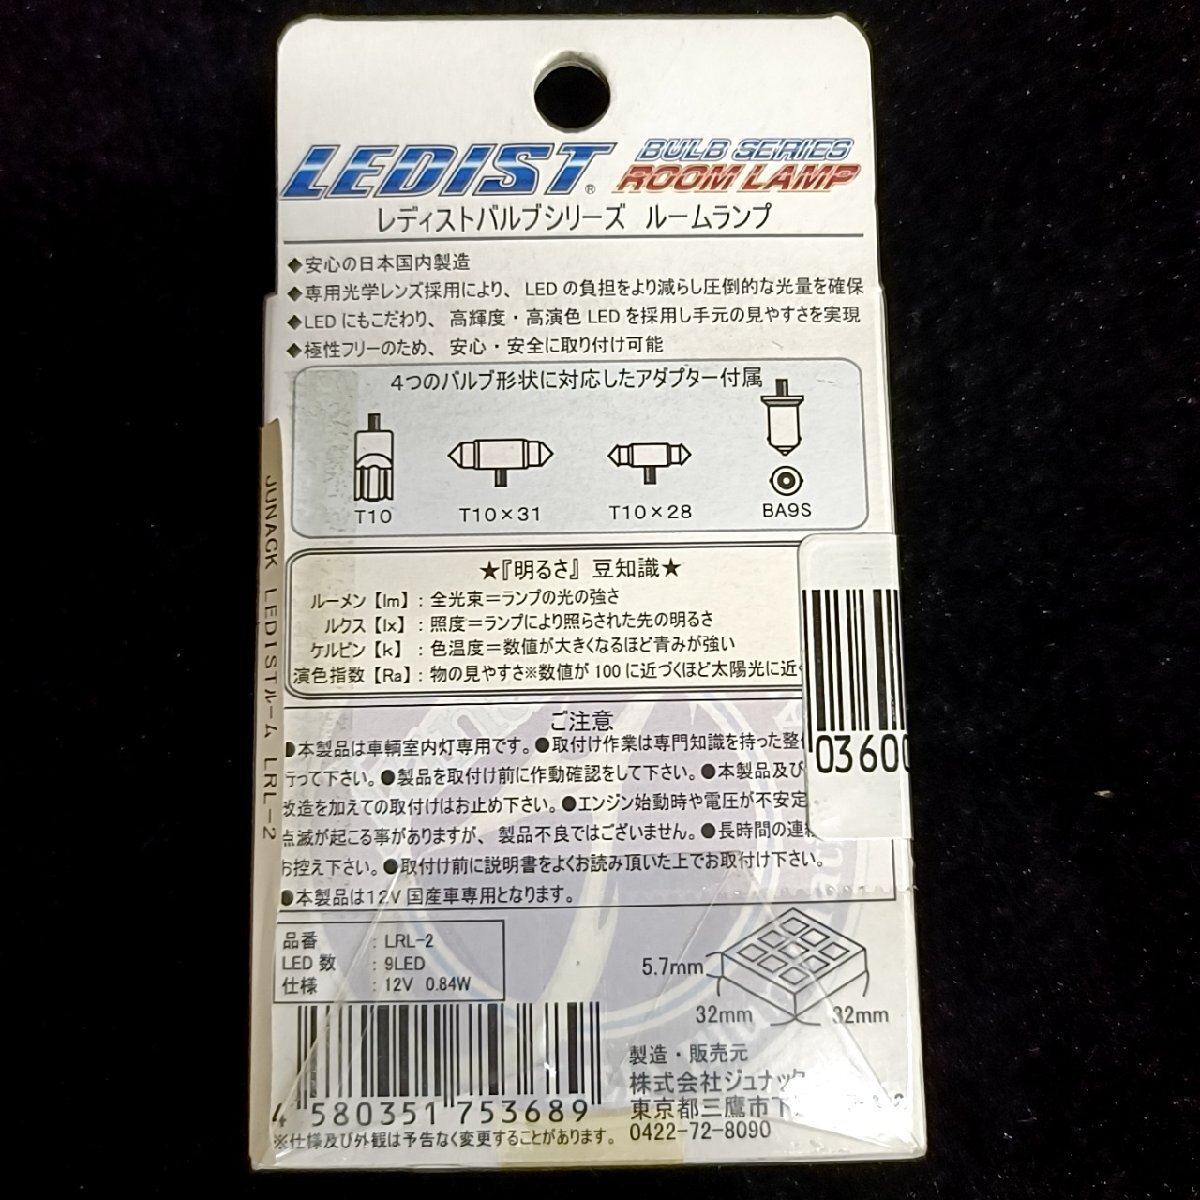 LEDIST® BULB SERIES
ROOM LAMP
レディストバルブシリーズ ルームランプ
◆安心の日本国内製造
◆専用光学レンズ採用により、LEDの負担をより減らし圧倒的な光量を確保
◆LEDにもこだわり、高輝度・高演色LEDを採用し手元の見やすさを実現
◆極性フリーのため、安心・安全に取り付け可能
4つのバルブ形状に対応したアダプター付属
T10 T10×31 T10×28 BA9S
★『明るさ』豆知識★
ルーメン【lm】:全光束=ランプの光の強さ
ルクス【lx】:照度=ランプにより照らされた先の明るさ
ケルビン【k】:色温度=数値が大きくなるほど青みが強い
演色指数【Ra】:物の見やすさ※数値が100に近づくほど太陽光に近く
ご注意
●本製品は車輌室内灯専用です。●取付け作業は専門知識を持った整
行って下さい。●製品を取付け前に作動確認をして下さい。●本製品及び
改造を加えての取付けはお止め下さい。●エンジン始動時や電圧が不安定
点滅が起こる事がありますが、製品不良ではございません。●長時間の連
お控え下さい。●取付け前に説明書をよくお読み頂いた上でお取付け下さい。
●本製品は12V国産車専用となります。
03600
JUNACK LEDISTルーム LRL-2
品番 :LRL-2
LED数 :9LED
仕様 :12V 0.84W
5.7mm
32mm 32mm
4 580351 753689
※仕様及び外観は予告なく変更することがあります。
製造・販売元
株式会社ジュナック
東京都三鷹市下
0422-72-8090